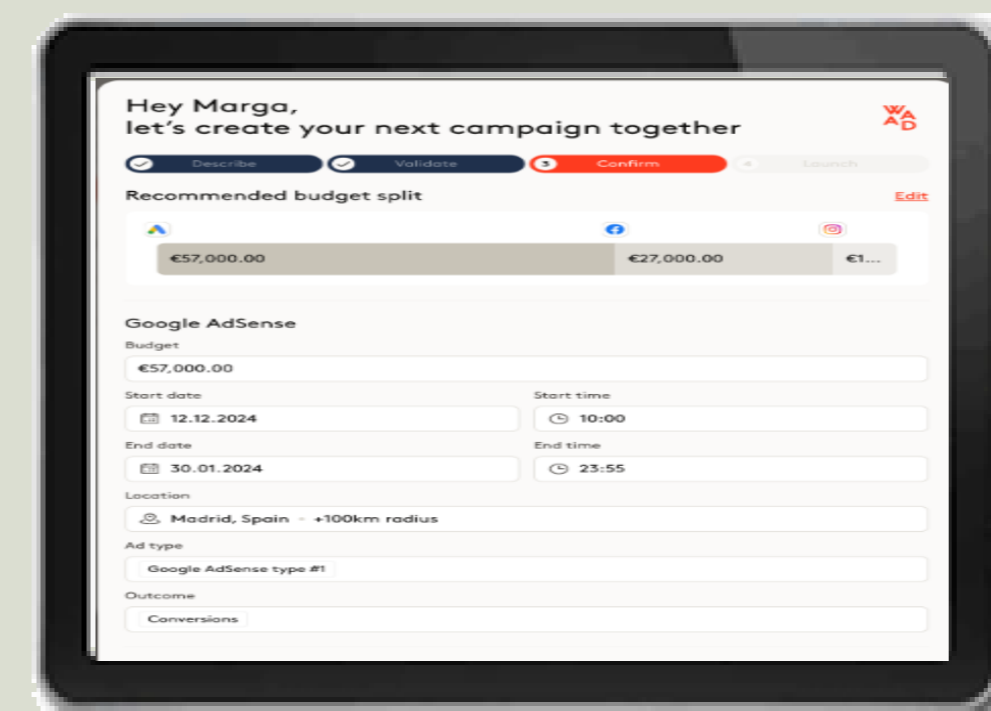 Hey Marga,
let's create your next campaign together
WA
AD
Describe
Validate
3 Confirm
4 Launch
Recommended budget split
Edit
€57,000.00
€27,000.00
€1...
Google AdSense
Budget
€57,000.00
Start date
Start time
12.12.2024
10:00
End date
End time
30.01.2024
23:55
Location
Madrid, Spain - +100km radius
Ad type
Google AdSense type #1
Outcome
Conversions